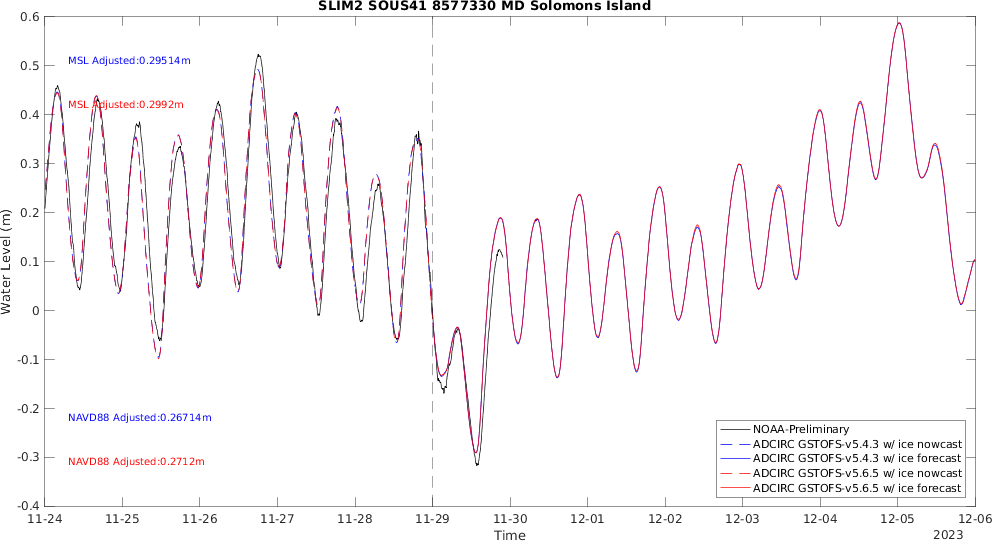 SLIM2 SOUS41 8577330 MD Solomons Island
0.6
0.5
0.4
0.3
0.2
0.1
0
-0.1
-0.2
-0.3
-0.4
Water Level (m)
MSL Adjusted:0.29514m
MSL Adjusted:0.2992m
NAVD88 Adjusted:0.26714m
NAVD88 Adjusted:0.2712m
NOAA-Preliminary
ADCIRC GSTOFS-v5.4.3 w/ ice nowcast
ADCIRC GSTOFS-v5.4.3 w/ ice forecast
ADCIRC GSTOFS-v5.6.5 w/ ice nowcast
ADCIRC GSTOFS-v5.6.5 w/ ice forecast
11-24 11-25 11-26 11-27 11-28 11-29 11-30 12-01 12-02 12-03 12-04 12-05 12-06
Time
2023